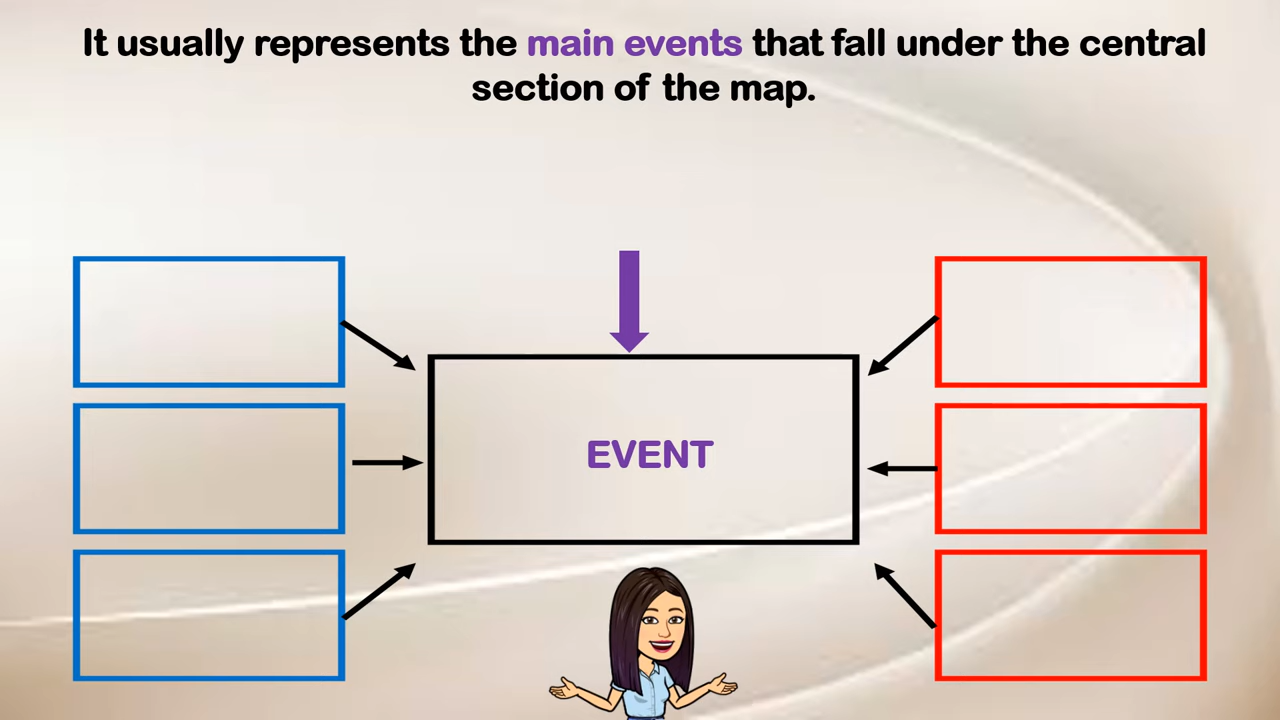 It usually represents the main events that fall under the central
section of the map.
EVENT